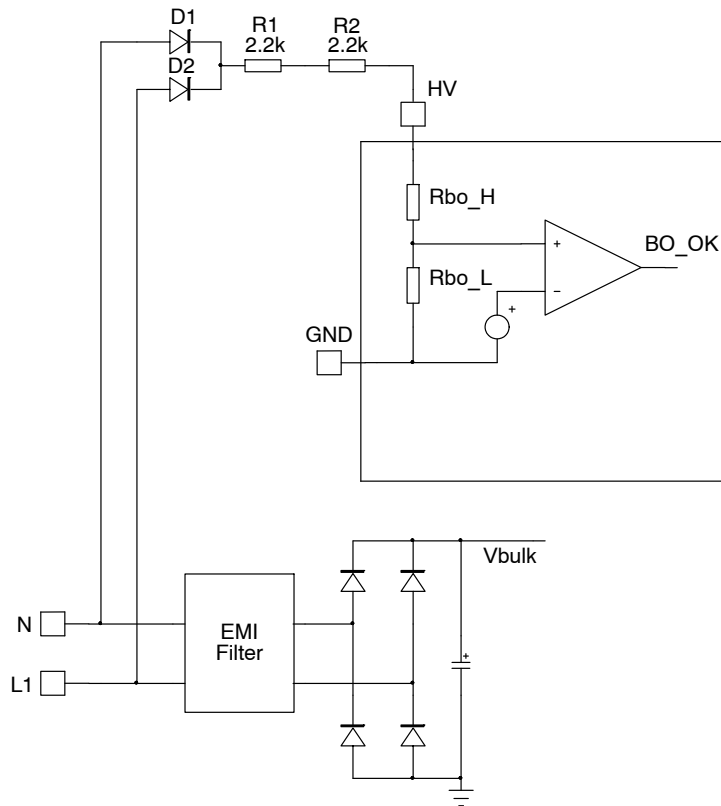 D1
R1
2.2k
R2
2.2k
D2
HV
Rbo_H
+
BO_OK
Rbo_L
−
+
GND
Vbulk
N
EMI
Filter
+
L1